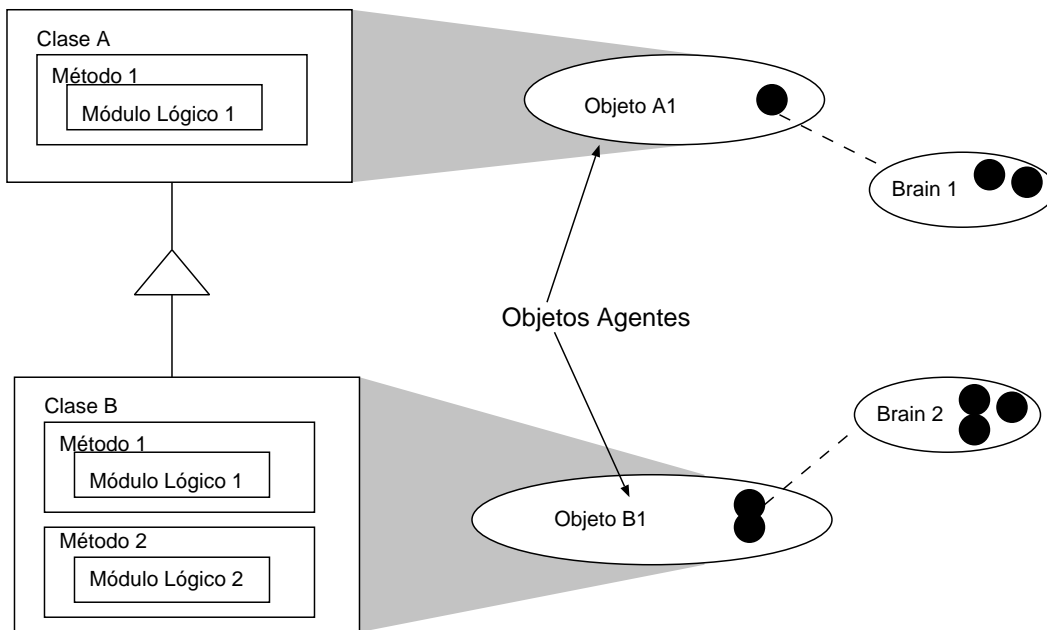 Clase A
Método 1
Módulo Lógico 1
Objeto A1
Brain 1
Objetos Agentes
Clase B
Método 1
Módulo Lógico 1
Método 2
Módulo Lógico 2
Objeto B1
Brain 2